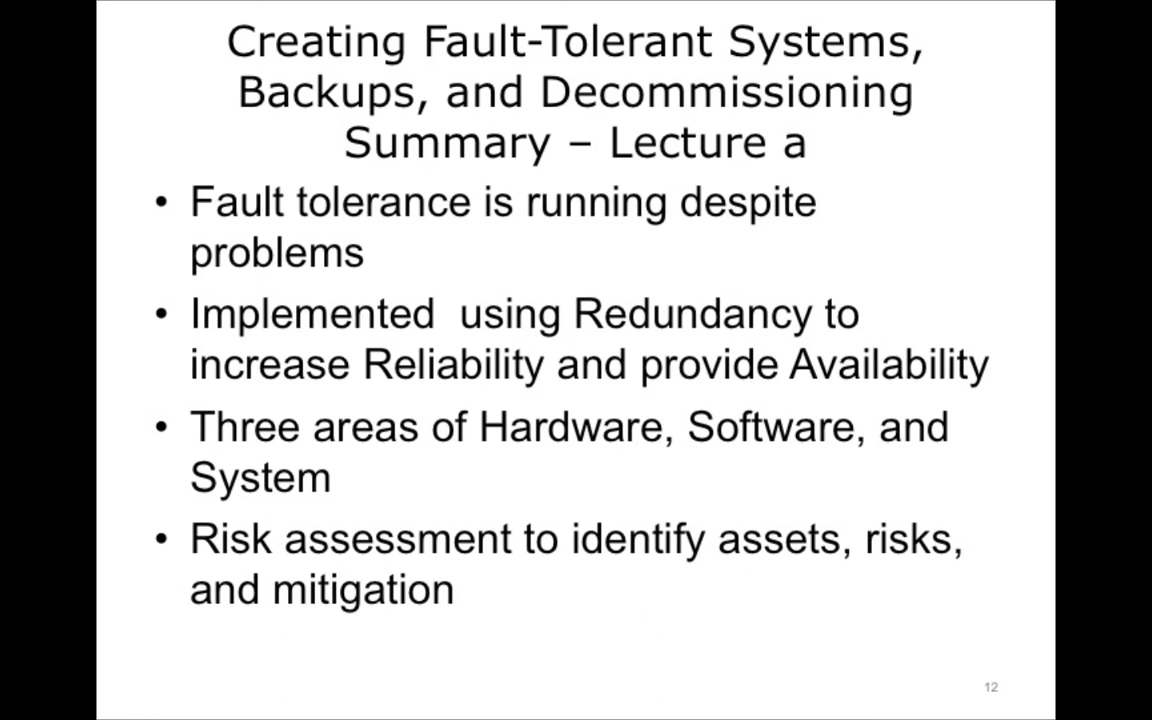 Creating Fault-Tolerant Systems,
Backups, and Decommissioning
Summary – Lecture a
• Fault tolerance is running despite
problems
• Implemented  using Redundancy to
increase Reliability and provide Availability
• Three areas of Hardware, Software, and
System
• Risk assessment to identify assets, risks,
and mitigation
12